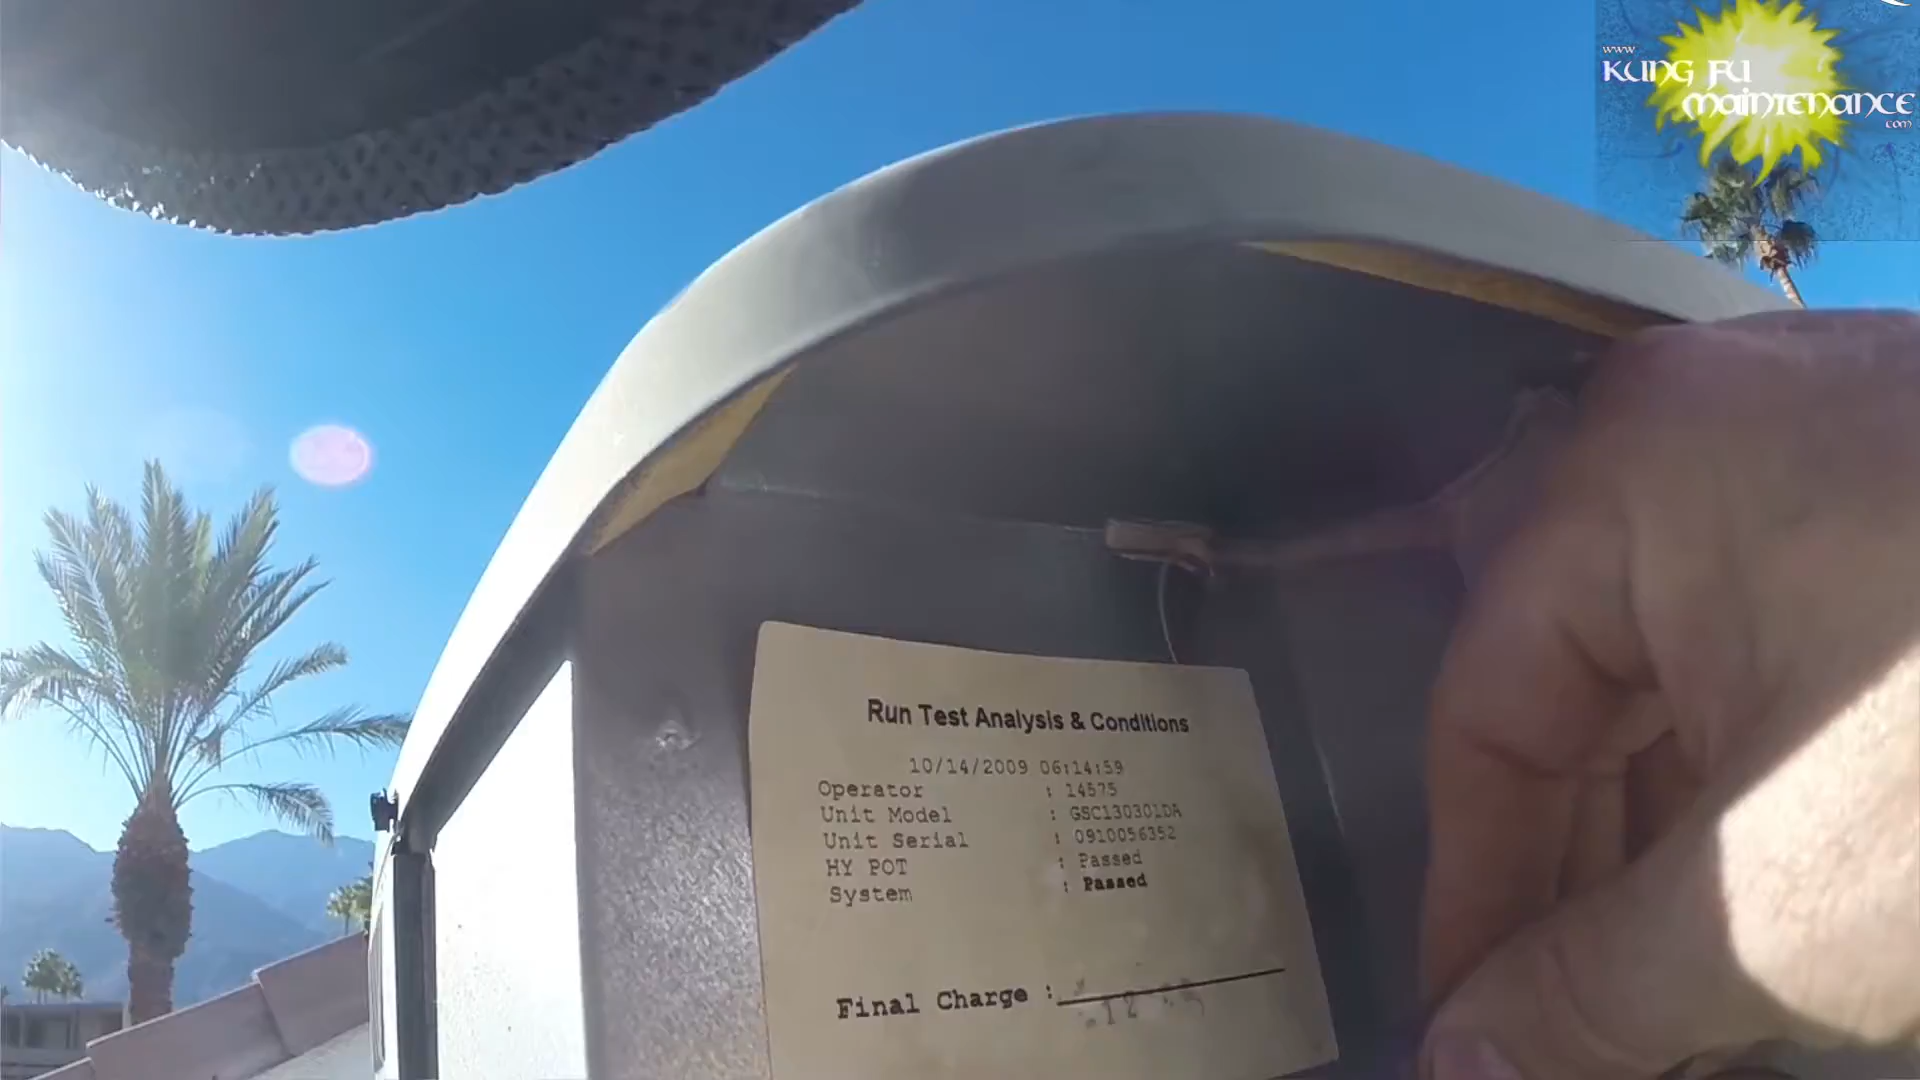 www
KUNG FU
MAINTENANCE
.com
Run Test Analysis & Conditions
10/14/2009 06:14:59
Operator : 14575
Unit Model : GSC130301DA
Unit Serial : 0910056352
HY POT : Passed
System : Passed
Final Charge :